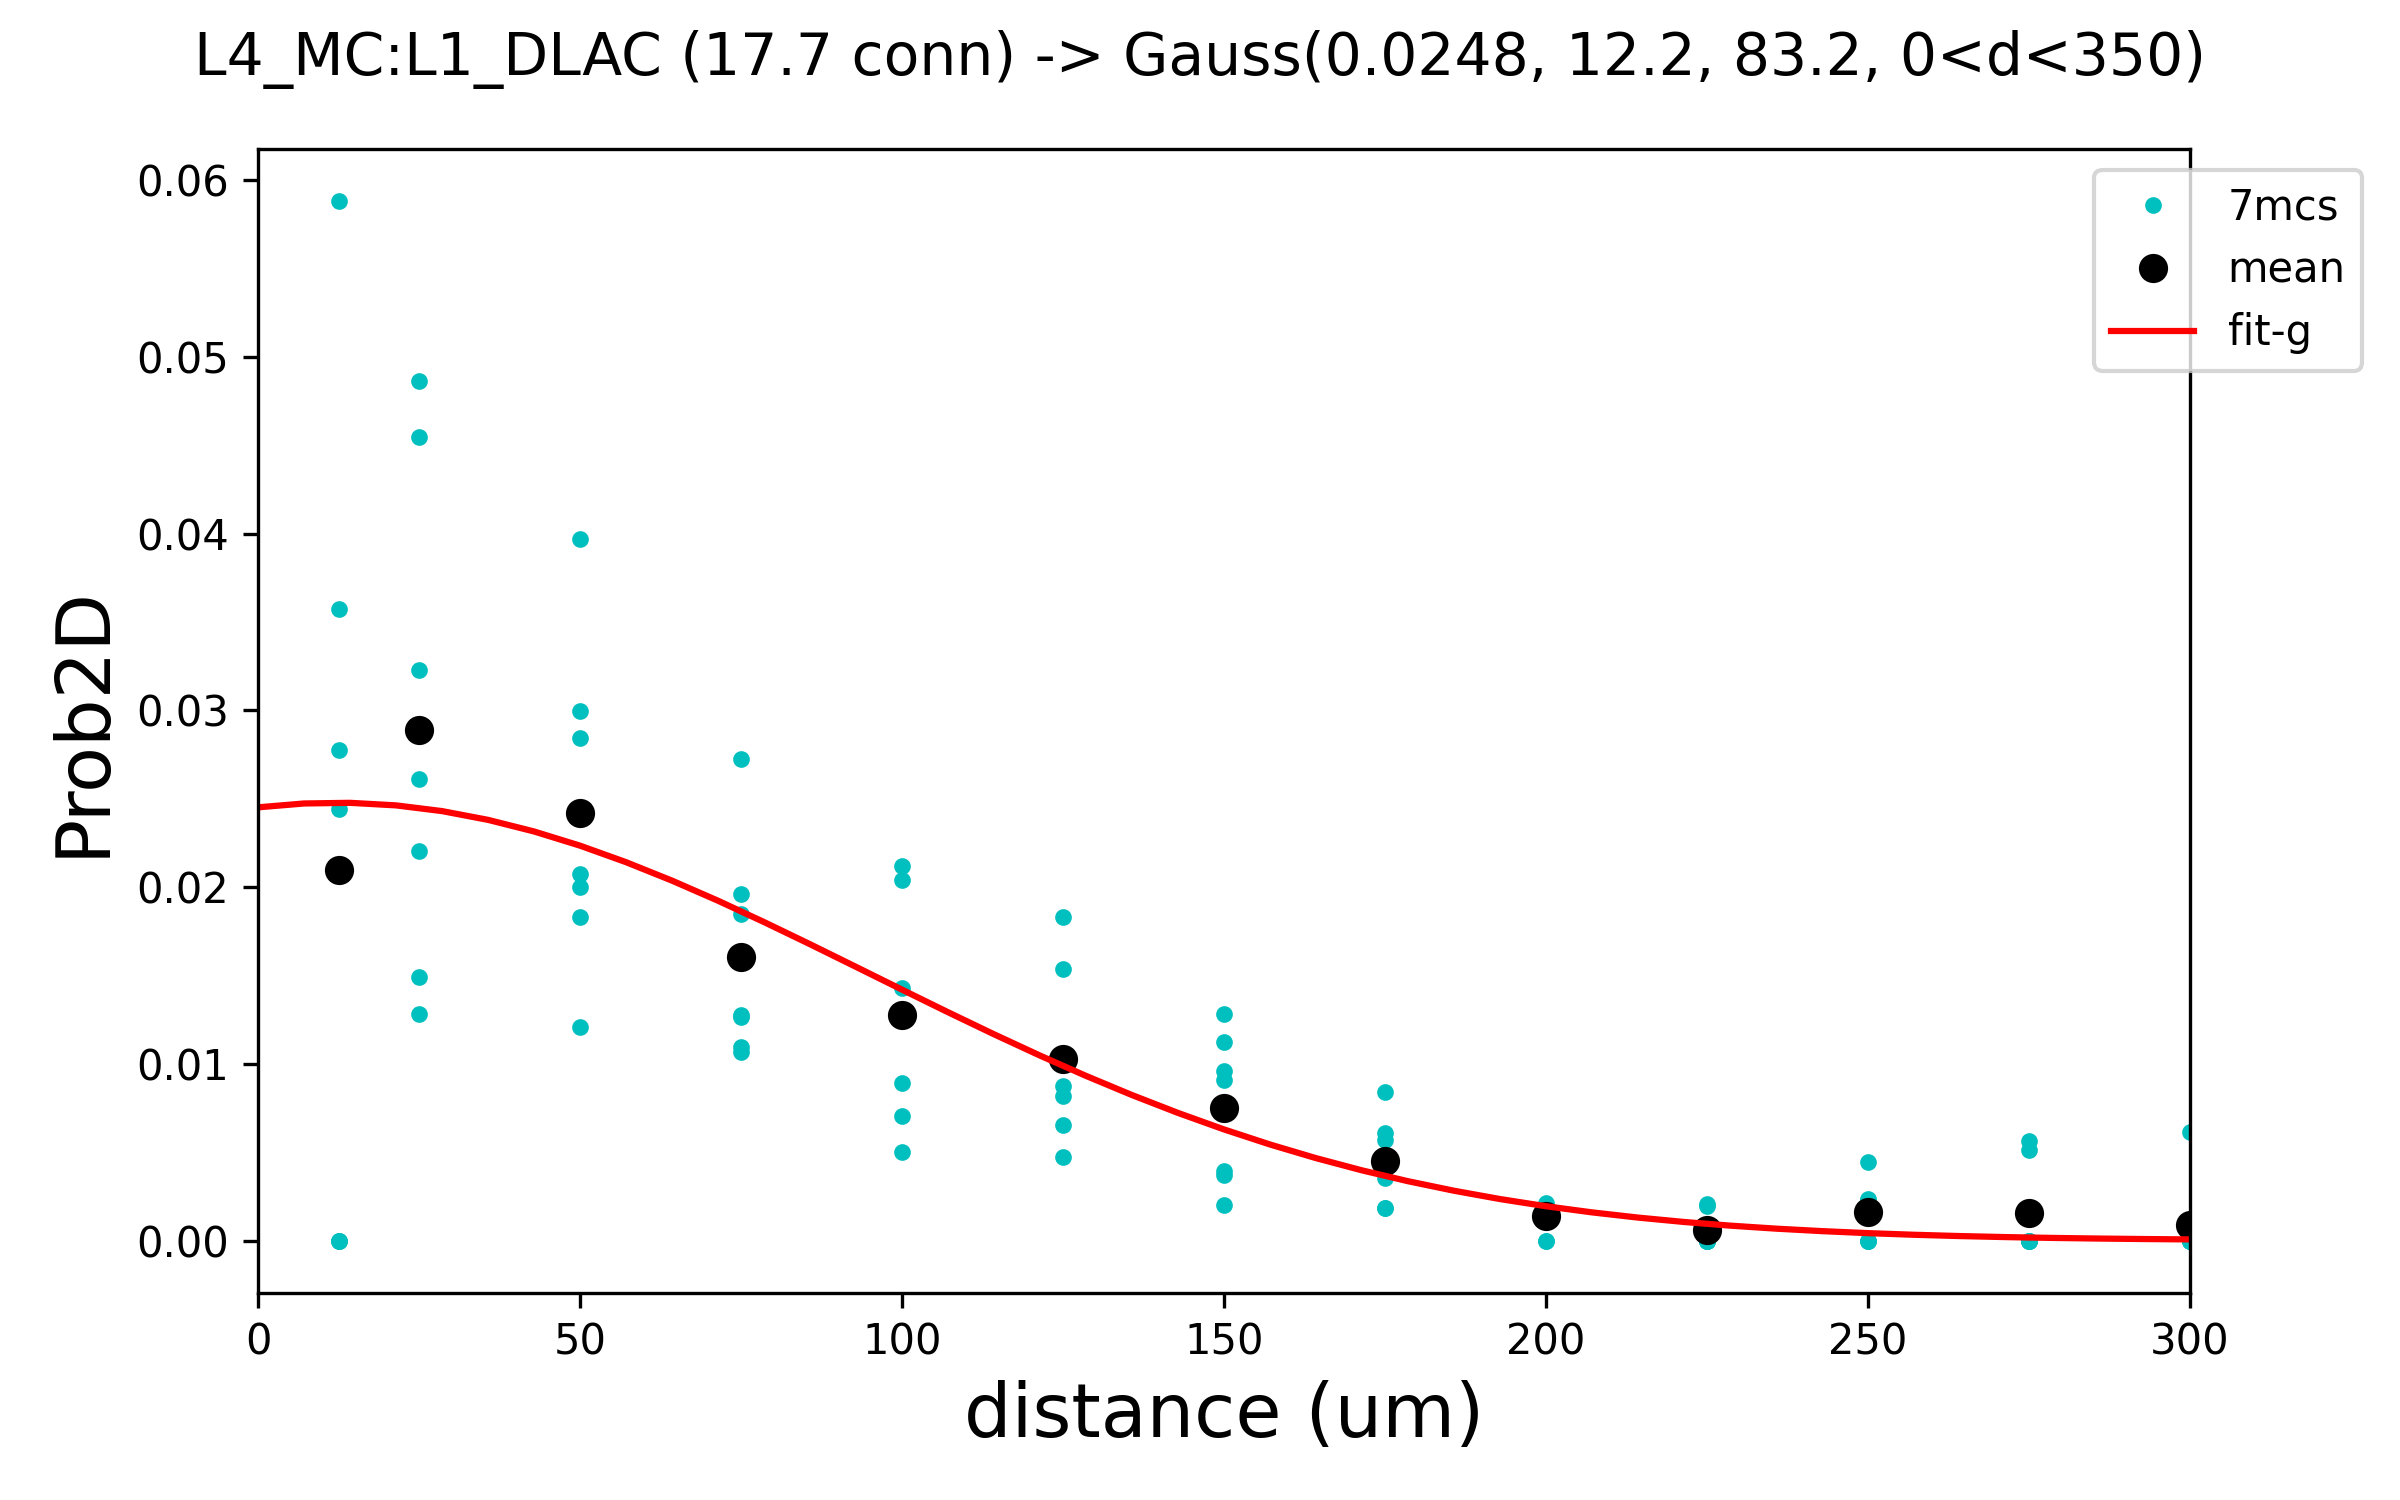 L4_MC:L1_DLAC (17.7 conn) -> Gauss(0.0248, 12.2, 83.2, 0<d<350)
7mcs
mean
fit-g
Prob2D
0.06
0.05
0.04
0.03
0.02
0.01
0.00
0 50 100 150 200 250 300
distance (um)